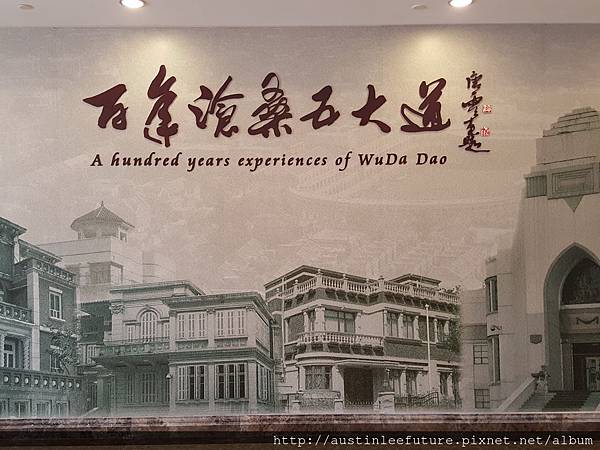 百年滄桑五大道
A hundred years experiences of WuDa Dao
http://austinleefuture.pixnet.net/album